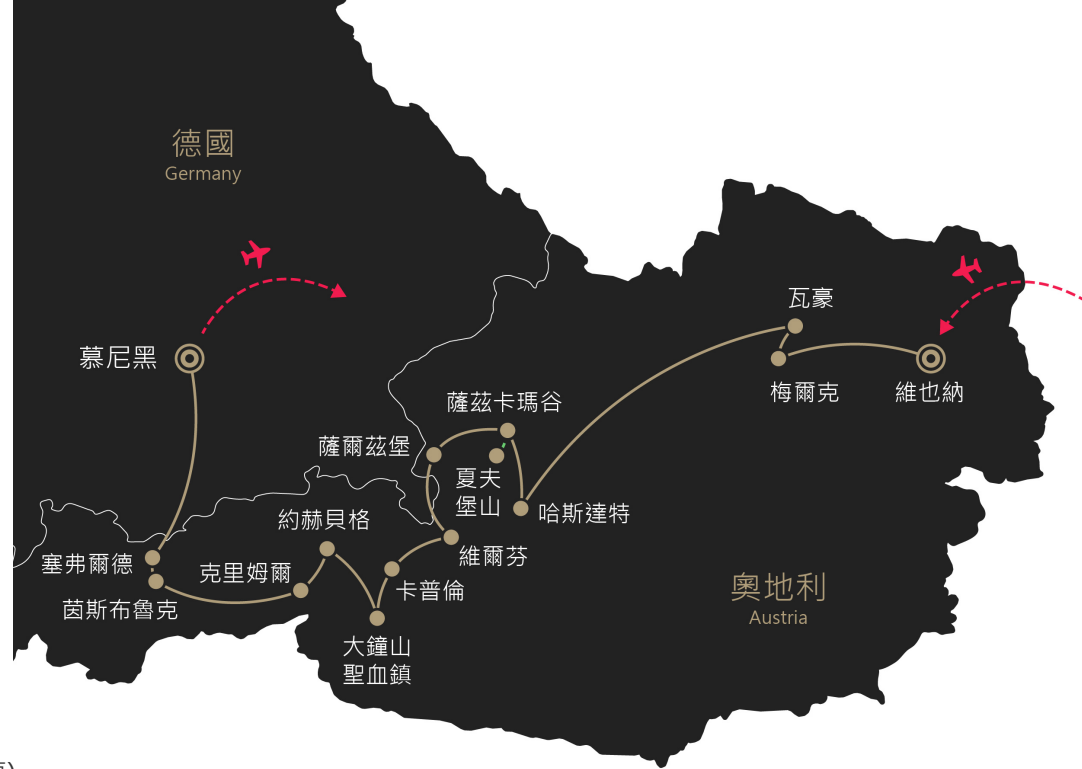 德國
Germany
瓦豪
慕尼黑
梅爾克
維也納
薩茲卡瑪谷
薩爾茲堡
夏夫
堡山
哈斯達特
約赫貝格
維爾芬
塞弗爾德
克里姆爾
卡普倫
茵斯布魯克
奧地利
Austria
大鐘山
聖血鎮